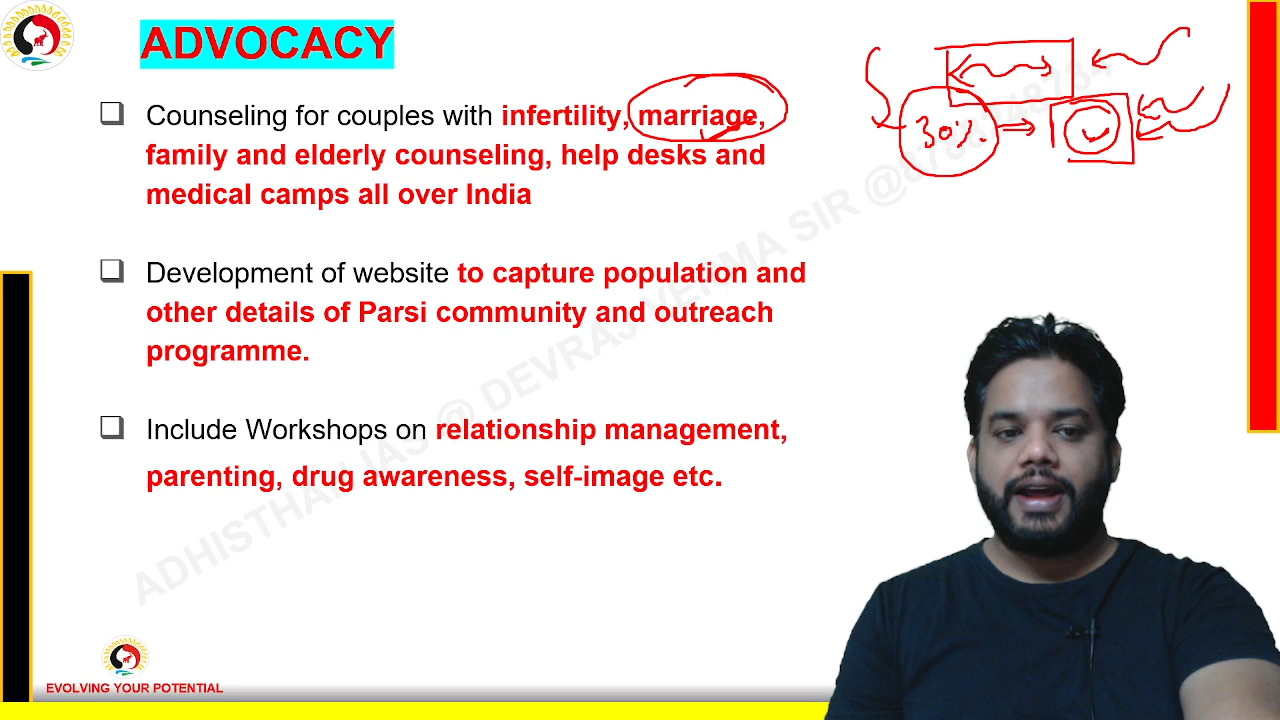 ADVOCACY
Counseling for couples with infertility, marriage,
family and elderly counseling, help desks and
medical camps all over India
30%.
Development of website to capture population and
other details of Parsi community and outreach
programme.
Include Workshops on relationship management,
parenting, drug awareness, self-image etc.
EVOLVING YOUR POTENTIAL